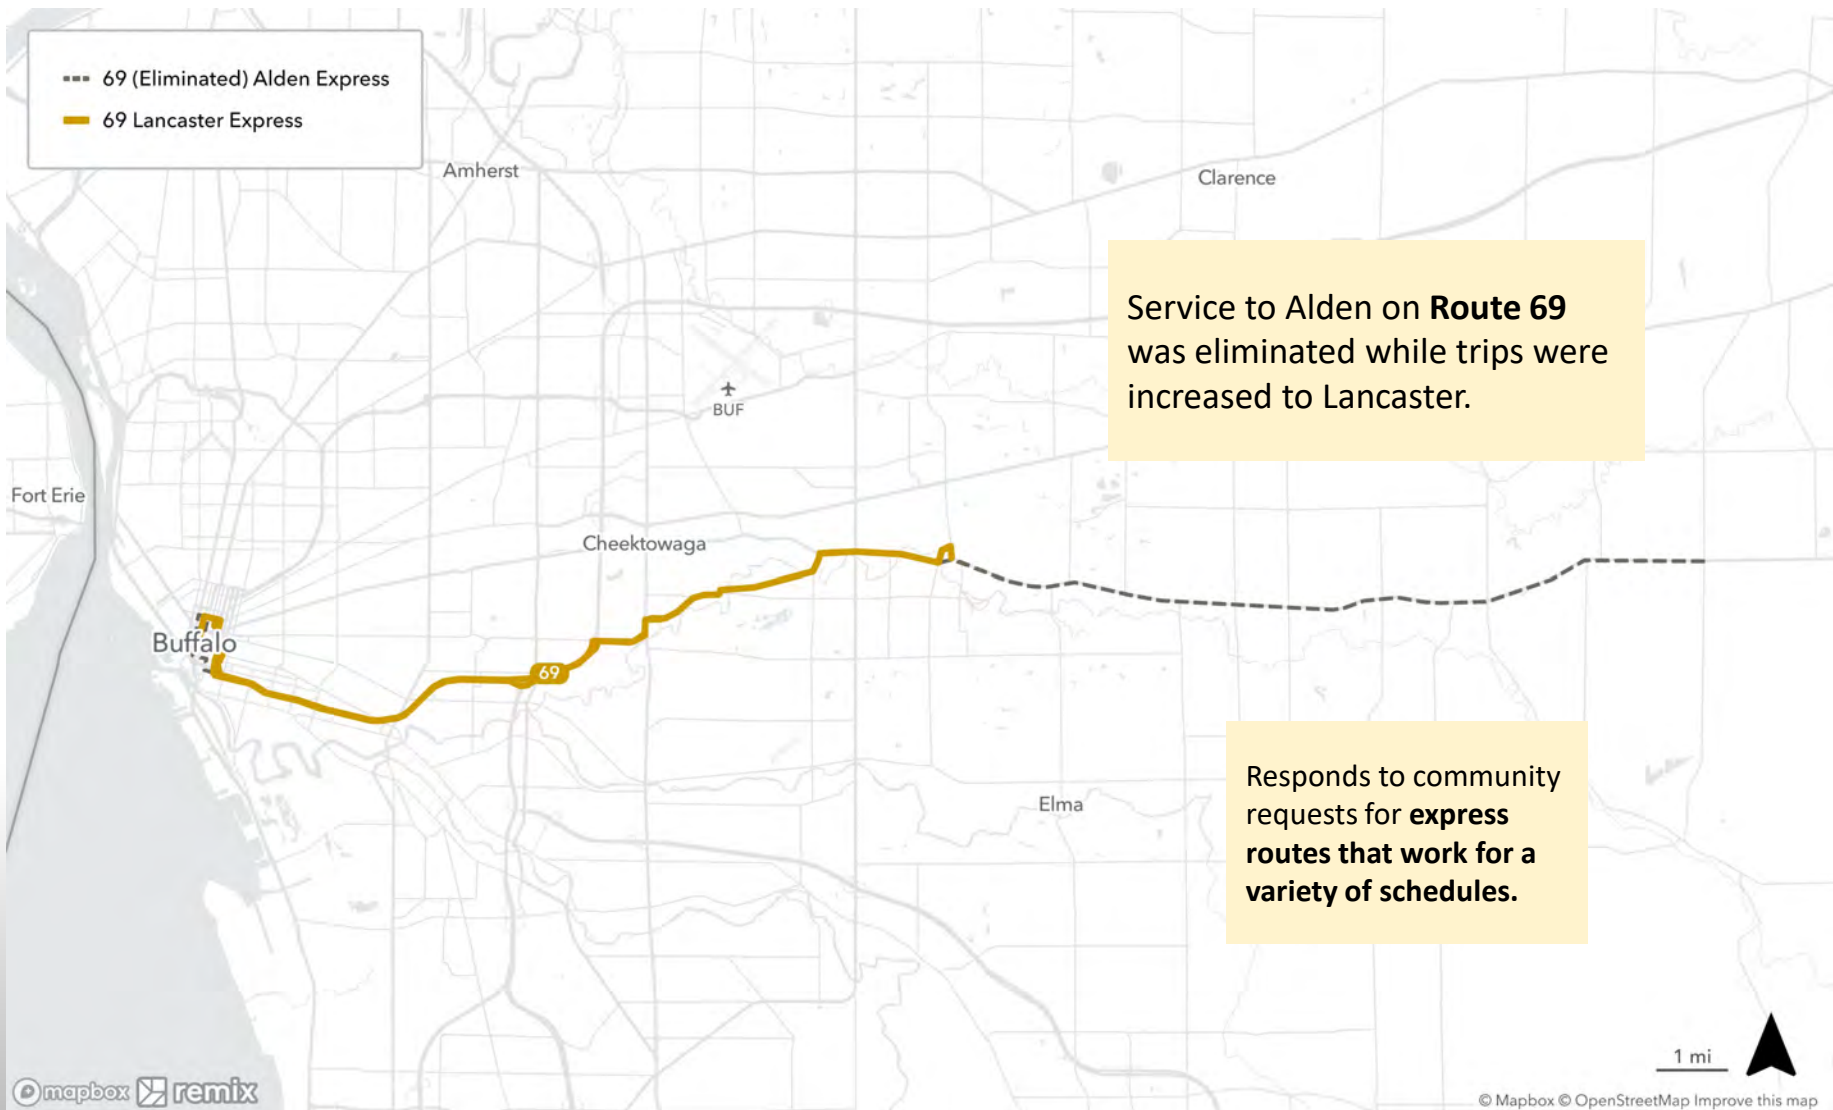 69 (Eliminated) Alden Express
69 Lancaster Express
Amherst
Clarence
Service to Alden on Route 69
was eliminated while trips were
increased to Lancaster.
BUF
Fort Erie
Cheektowaga
Buffalo
69
Responds to community
requests for express
routes that work for a
variety of schedules.
Elma
1 mi
mapbox remix
© Mapbox © OpenStreetMap Improve this map